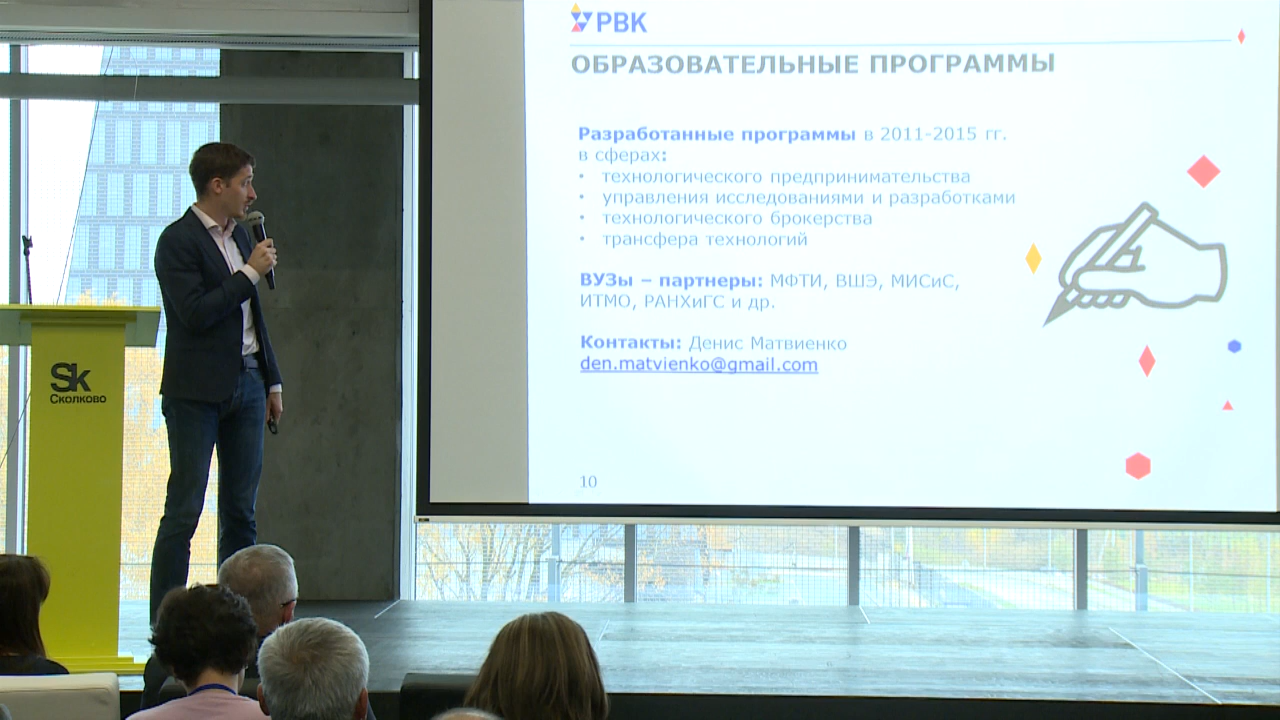 РВК
ОБРАЗОВАТЕЛЬНЫЕ ПРОГРАММЫ
Разработанные программы в 2011-2015 гг.
в сферах:
• технологического предпринимательства
• управления исследованиями и разработками
• технологического брокерства
• трансфера технологий
ВУЗы – партнеры: МФТИ, ВШЭ, МИСиС,
ИТМО, РАНХиГС и др.
Контакты: Денис Матвиенко
den.matvienko@gmail.com
10
Sk
Сколково